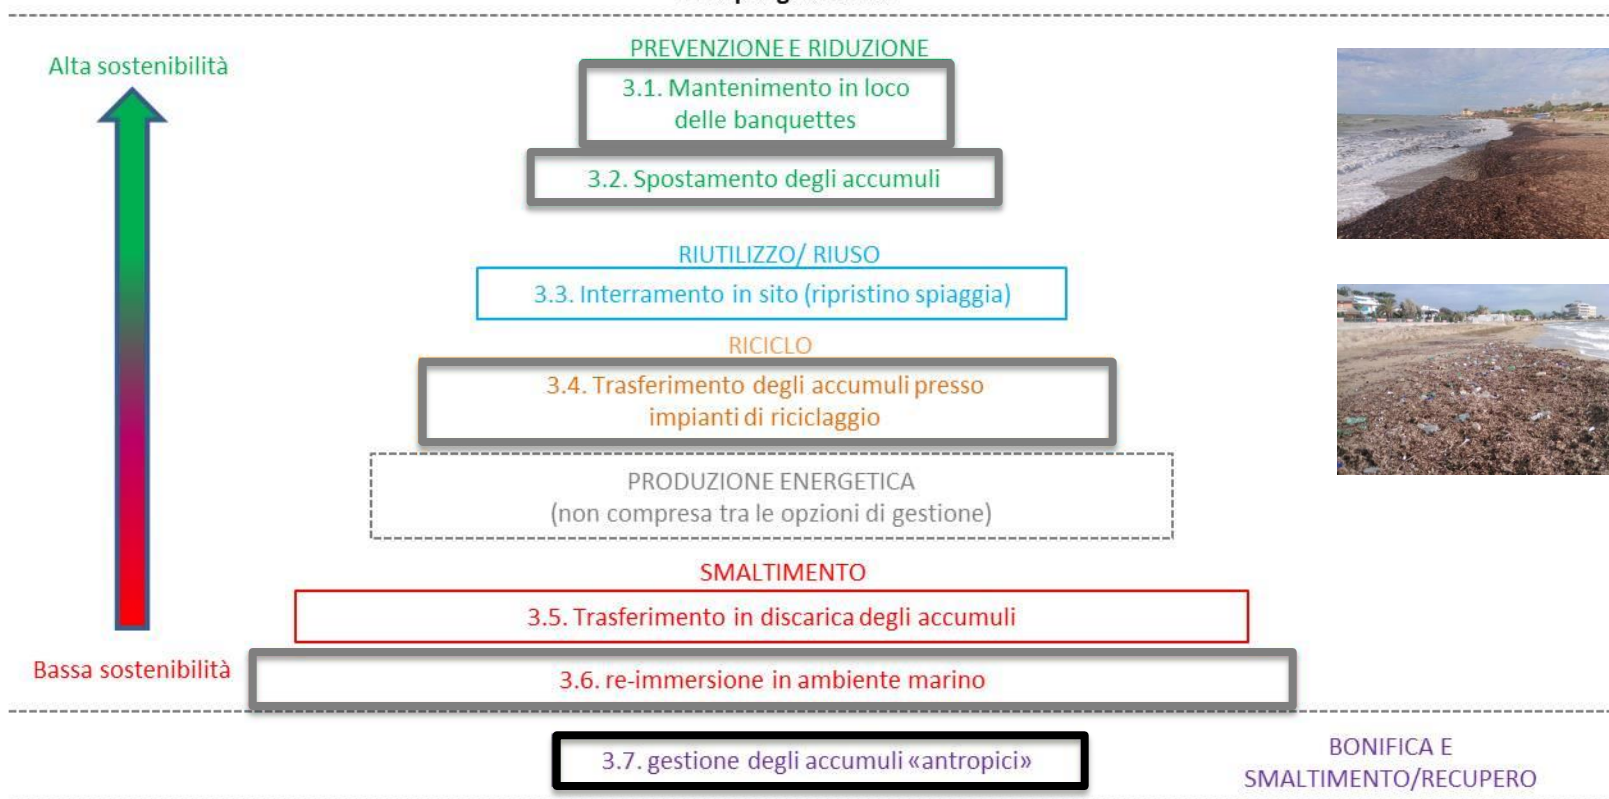 PREVENZIONE E RIDUZIONE
Alta sostenibilità
3.1. Mantenimento in loco
delle banquettes
3.2. Spostamento degli accumuli
RIUTILIZZO/ RIUSO
3.3. Interramento in sito (ripristino spiaggia)
RICICLO
3.4. Trasferimento degli accumuli presso
impianti di riciclaggio
PRODUZIONE ENERGETICA
(non compresa tra le opzioni di gestione)
SMALTIMENTO
3.5. Trasferimento in discarica degli accumuli
Bassa sostenibilità
3.6. re-immersione in ambiente marino
3.7. gestione degli accumuli «antropici»
BONIFICA E
SMALTIMENTO/RECUPERO